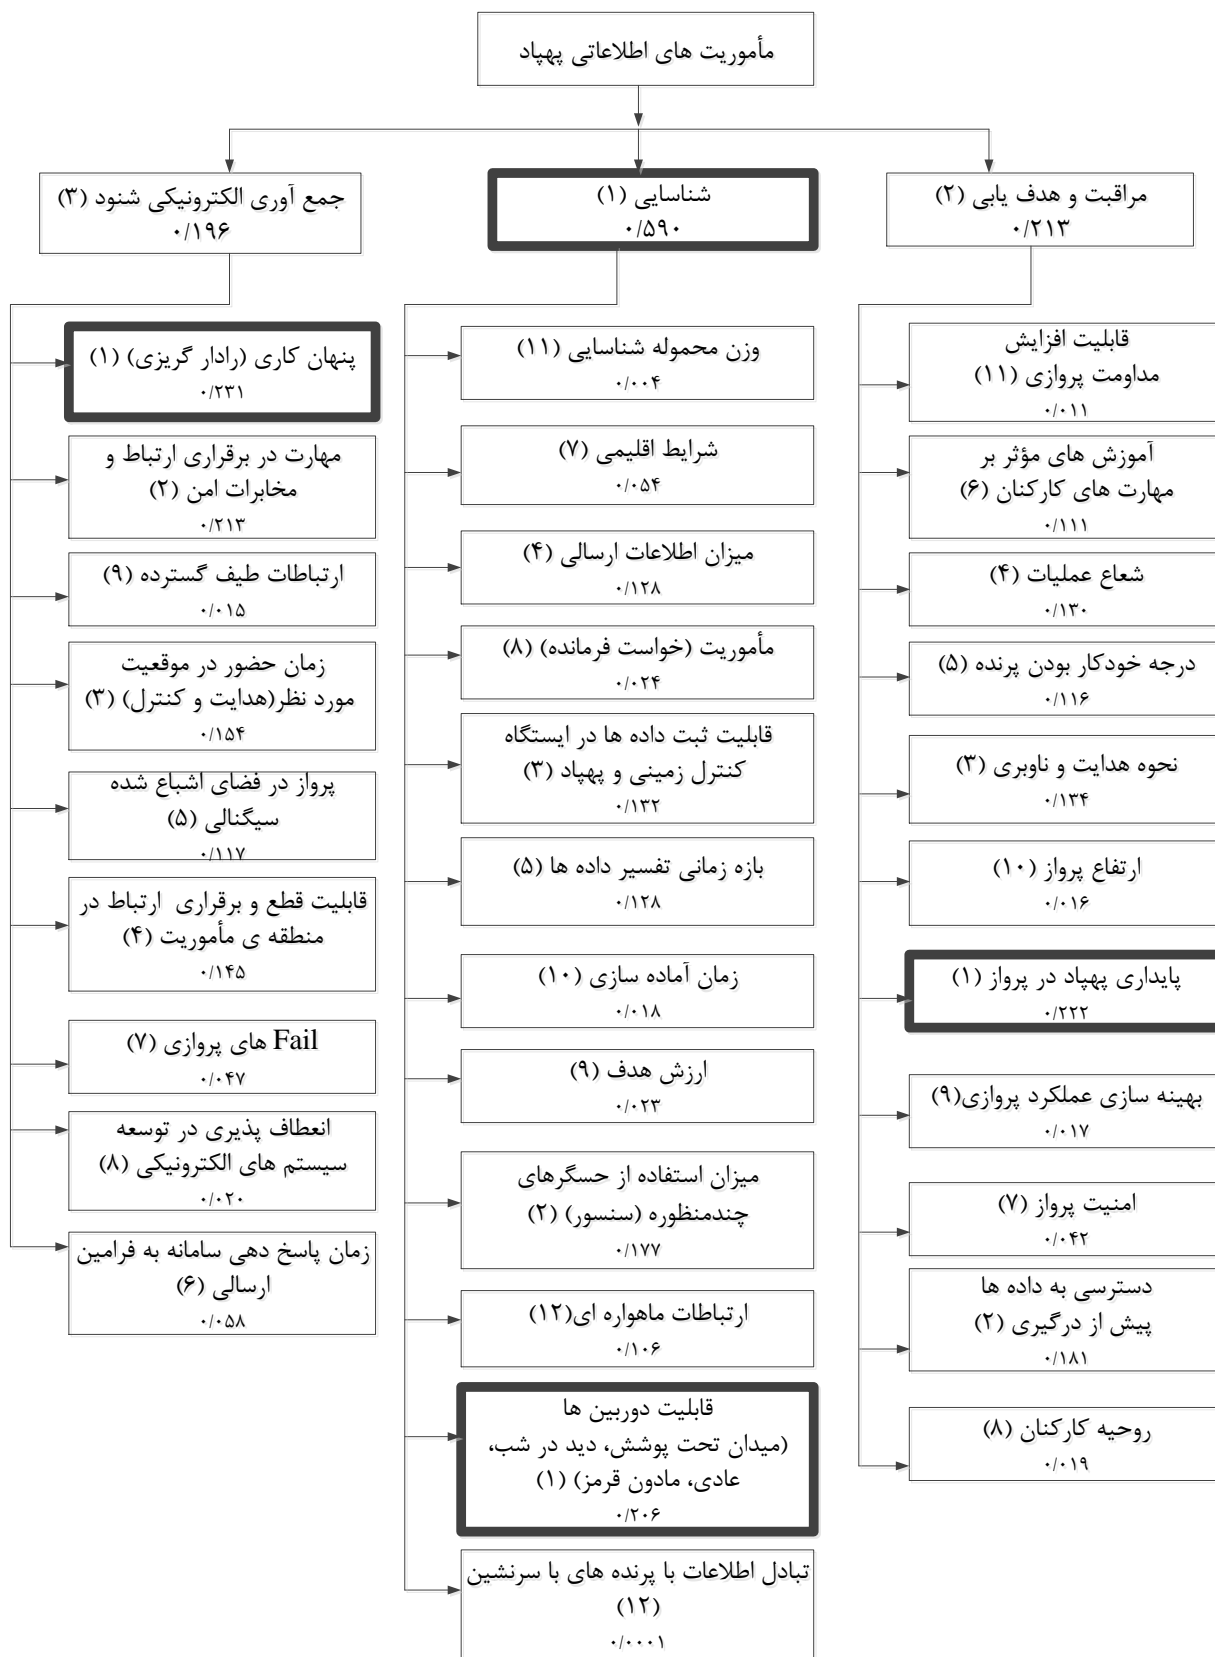 مأموریت های اطلاعاتی پهپاد
مراقبت و هدف یابی (۲)
۰/۲۱۳
شناسایی (۱)
۰/۵۹۰
جمع آوری الکترونیکی شنود (۳)
۰/۱۹۶
قابلیت افزایش
مداومت پروازی (۱۱)
۰/۰۱۱
آموزش های مؤثر بر
مهارت های کارکنان (۶)
۰/۱۱۱
شعاع عملیات (۴)
۰/۱۳۰
درجه خودکار بودن پرنده (۵)
۰/۱۱۶
نحوه هدایت و ناوبری (۳)
۰/۱۳۴
ارتفاع پرواز (۱۰)
۰/۰۱۶
پایداری پهپاد در پرواز (۱)
۰/۲۲۲
بهینه سازی عملکرد پروازی(۹)
۰/۰۱۷
امنیت پرواز (۷)
۰/۰۴۲
دسترسی به داده ها
پیش از درگیری (۲)
۰/۱۸۱
روحیه کارکنان (۸)
۰/۰۱۹
وزن محموله شناسایی (۱۱)
۰/۰۰۴
شرایط اقلیمی (۷)
۰/۰۵۴
میزان اطلاعات ارسالی (۴)
۰/۱۲۸
مأموریت (خواست فرمانده) (۸)
۰/۰۲۴
قابلیت ثبت داده ها در ایستگاه
کنترل زمینی و پهپاد (۳)
۰/۱۳۲
بازه زمانی تفسیر داده ها (۵)
۰/۱۲۸
زمان آماده سازی (۱۰)
۰/۰۱۸
ارزش هدف (۹)
۰/۰۲۳
میزان استفاده از حسگرهای
چندمنظوره (سنسور) (۲)
۰/۱۷۷
ارتباطات ماهواره ای(۱۲)
۰/۱۰۶
قابلیت دوربین ها
(میدان تحت پوشش، دید در شب،
عادی، مادون قرمز) (۱)
۰/۲۰۶
تبادل اطلاعات با پرنده های با سرنشین
(۱۲)
۰/۰۰۰۱
پنهان کاری (رادار گریزی) (۱)
۰/۲۳۱
مهارت در برقراری ارتباط و
مخابرات امن (۲)
۰/۲۱۳
ارتباطات طیف گسترده (۹)
۰/۰۱۵
زمان حضور در موقعیت
مورد نظر(هدایت و کنترل) (۳)
۰/۱۵۴
پرواز در فضای اشباع شده
سیگنالی (۵)
۰/۱۱۷
قابلیت قطع و برقراری ارتباط در
منطقه ی مأموریت (۴)
۰/۱۴۵
Fail های پروازی (۷)
۰/۰۴۷
انعطاف پذیری در توسعه
سیستم های الکترونیکی (۸)
۰/۰۲۰
زمان پاسخ دهی سامانه به فرامین
ارسالی (۶)
۰/۰۵۸